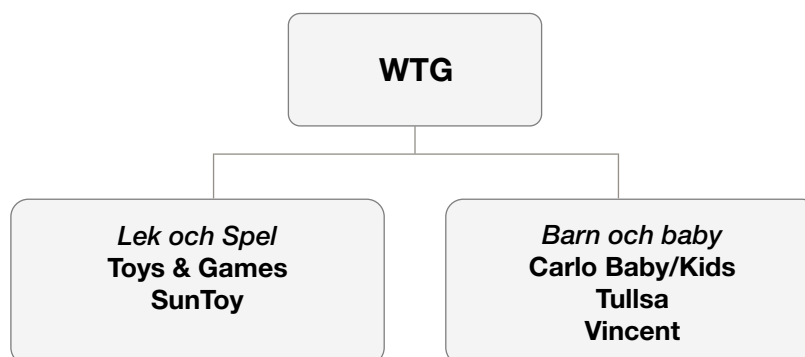 WTG
Lek och Spel
Toys & Games
SunToy
Barn och baby
Carlo Baby/Kids
Tullsa
Vincent